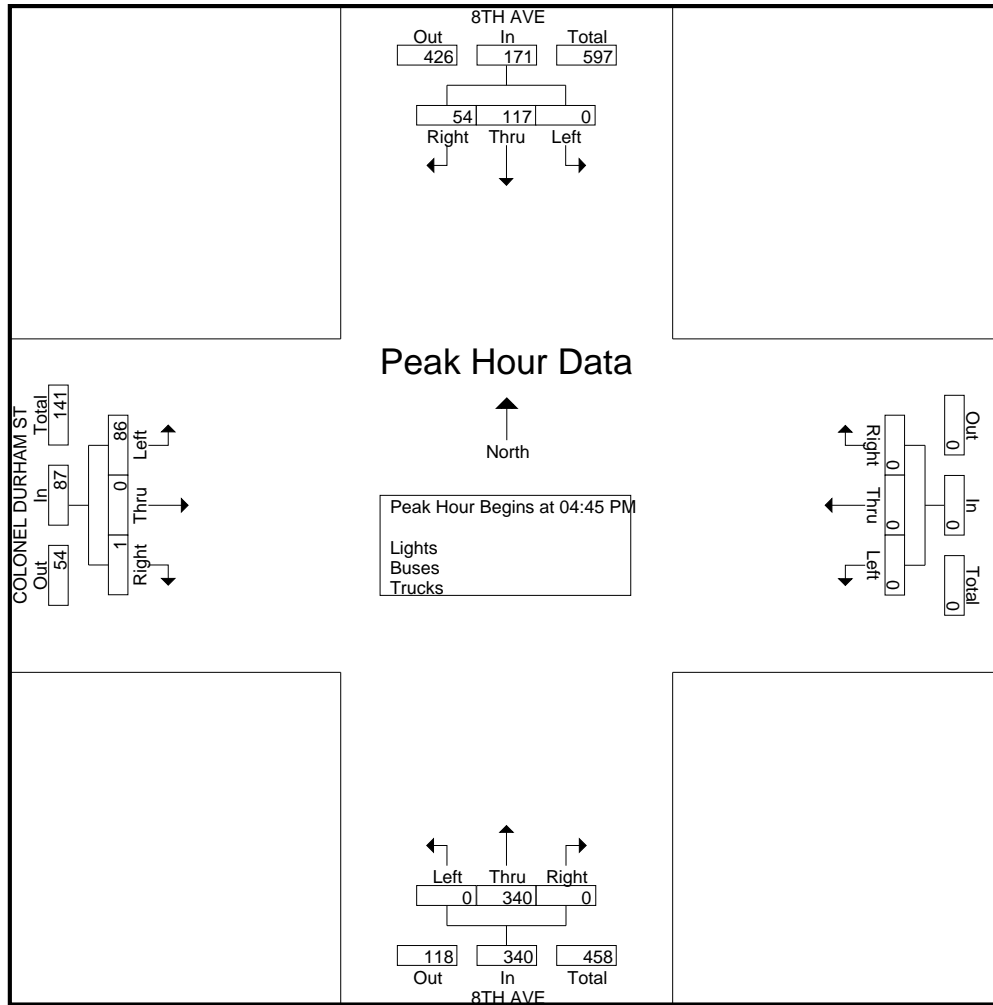 8TH AVE
Out In Total
426 171 597
54 117 0
Right Thru Left
Peak Hour Data
North
Peak Hour Begins at 04:45 PM
Lights
Buses
Trucks
COLONEL DURHAM ST
Total In Out
141 87 54
86 0 1
Left Thru Right
Right Thru Left
0 0 0
Out In Total
0 0 0
Left Thru Right
0 340 0
118 340 458
Out In Total
8TH AVE